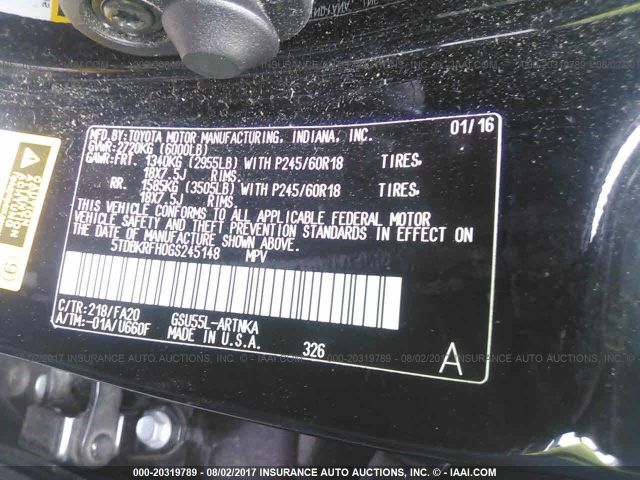 MFD.BY:TOYOTA MOTOR MANUFACTURING, INDIANA, INC. 01/16
GVWR:2720KG (6000LB)
GAWR:FRT. 1340KG (2955LB) WITH P245/60R18 TIRES.
18X7.5J RIMS.
RR. 1585KG (3505LB) WITH P245/60R18 TIRES.
18X7.5J RIMS.
THIS VEHICLE CONFORMS TO ALL APPLICABLE FEDERAL MOTOR
VEHICLE SAFETY AND THEFT PREVENTION STANDARDS IN EFFECT ON
THE DATE OF MANUFACTURE SHOWN ABOVE.
5TDBKRFH0GS245148 MPV
C/TR:218/FA20 GSU55L-ARTNKA
A/TM:-01A/U660F MADE IN U.S.A. 326
A
000-20319789 - 08/02/2017 INSURANCE AUTO AUCTIONS CORP. - © IAAI.COM